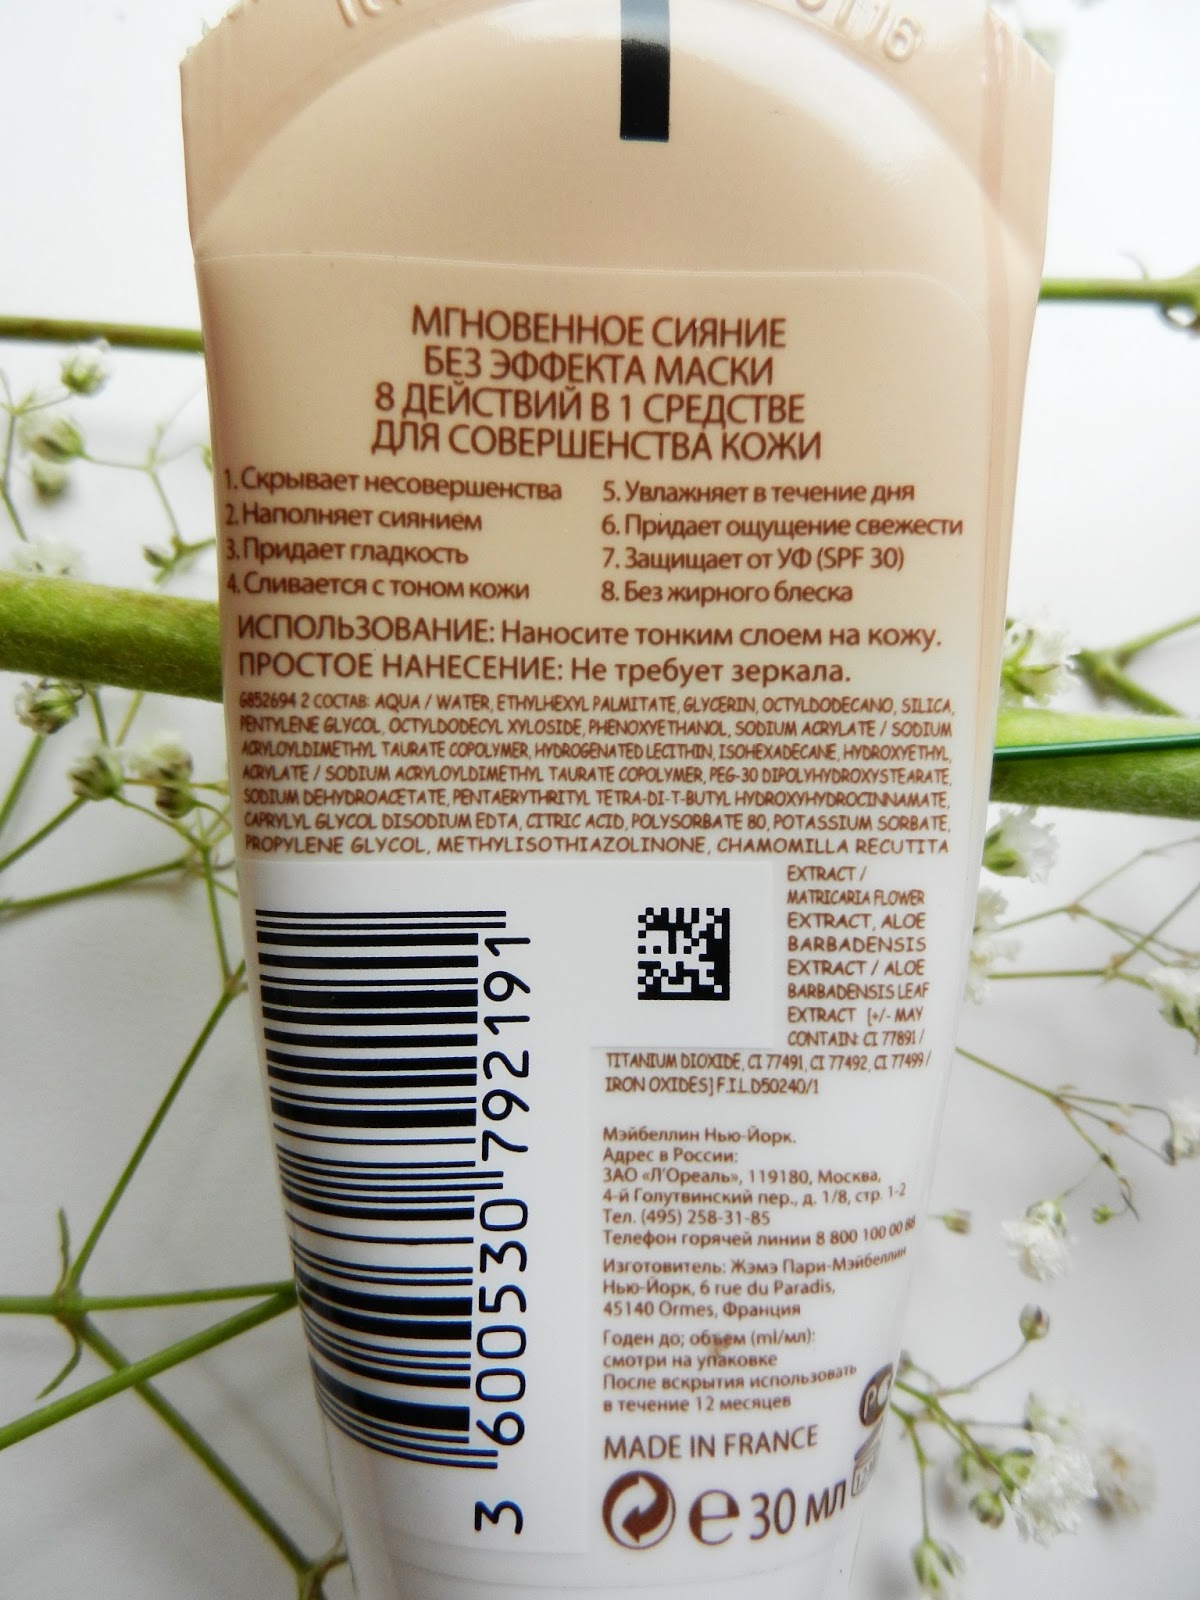 МГНОВЕННОЕ СИЯНИЕ
БЕЗ ЭФФЕКТА МАСКИ
8 ДЕЙСТВИЙ В 1 СРЕДСТВЕ
ДЛЯ СОВЕРШЕНСТВА КОЖИ
1. Скрывает несовершенства
2. Наполняет сиянием
3. Придает гладкость
4. Сливается с тоном кожи
5. Увлажняет в течение дня
6. Придает ощущение свежести
7. Защищает от УФ (SPF 30)
8. Без жирного блеска
ИСПОЛЬЗОВАНИЕ: Наносите тонким слоем на кожу.
ПРОСТОЕ НАНЕСЕНИЕ: Не требует зеркала.
G852694 2 СОСТАВ: AQUA / WATER, ETHYLHEXYL PALMITATE, GLYCERIN, OCTYLDODECANO, SILICA,
PENTYLENE GLYCOL, OCTYLDODECYL XYLOSIDE, PHENOXYETHANOL, SODIUM ACRYLATE / SODIUM
ACRYLOYLDIMETHYL TAURATE COPOLYMER, HYDROGENATED LECITHIN, ISOHEXADECANE, HYDROXYETHYL,
ACRYLATE / SODIUM ACRYLOYLDIMETHYL TAURATE COPOLYMER, PEG-30 DIPOLYHYDROXYSTEARATE,
SODIUM DEHYDROACETATE, PENTAERYTHRITYL TETRA-DI-T-BUTYL HYDROXYHYDROCINNAMATE,
CAPRYLYL GLYCOL DISODIUM EDTA, CITRIC ACID, POLYSORBATE 80, POTASSIUM SORBATE,
PROPYLENE GLYCOL, METHYLISOTHIAZOLINONE, CHAMOMILLA RECUTITA
EXTRACT /
MATRICARIA FLOWER
EXTRACT, ALOE
BARBADENSIS
EXTRACT / ALOE
BARBADENSIS LEAF
EXTRACT [+/- MAY
CONTAIN: CI 77891 /
TITANIUM DIOXIDE, CI 77491, CI 77492, CI 77499 /
IRON OXIDES] F.I.L.D50240/1
3 600530 792191
Мэйбеллин Нью-Йорк.
Адрес в России:
ЗАО «Л'Ореаль», 119180, Москва,
4-й Голутвинский пер., д. 1/8, стр. 1-2
Тел. (495) 258-31-85
Телефон горячей линии 8 800 100 00 88
Изготовитель: Жэмэ Пари-Мэйбеллин
Нью-Йорк, 6 rue du Paradis,
45140 Ormes, Франция
Годен до; объем (ml/мл):
смотри на упаковке
После вскрытия использовать
в течение 12 месяцев
MADE IN FRANCE
e 30 МЛ